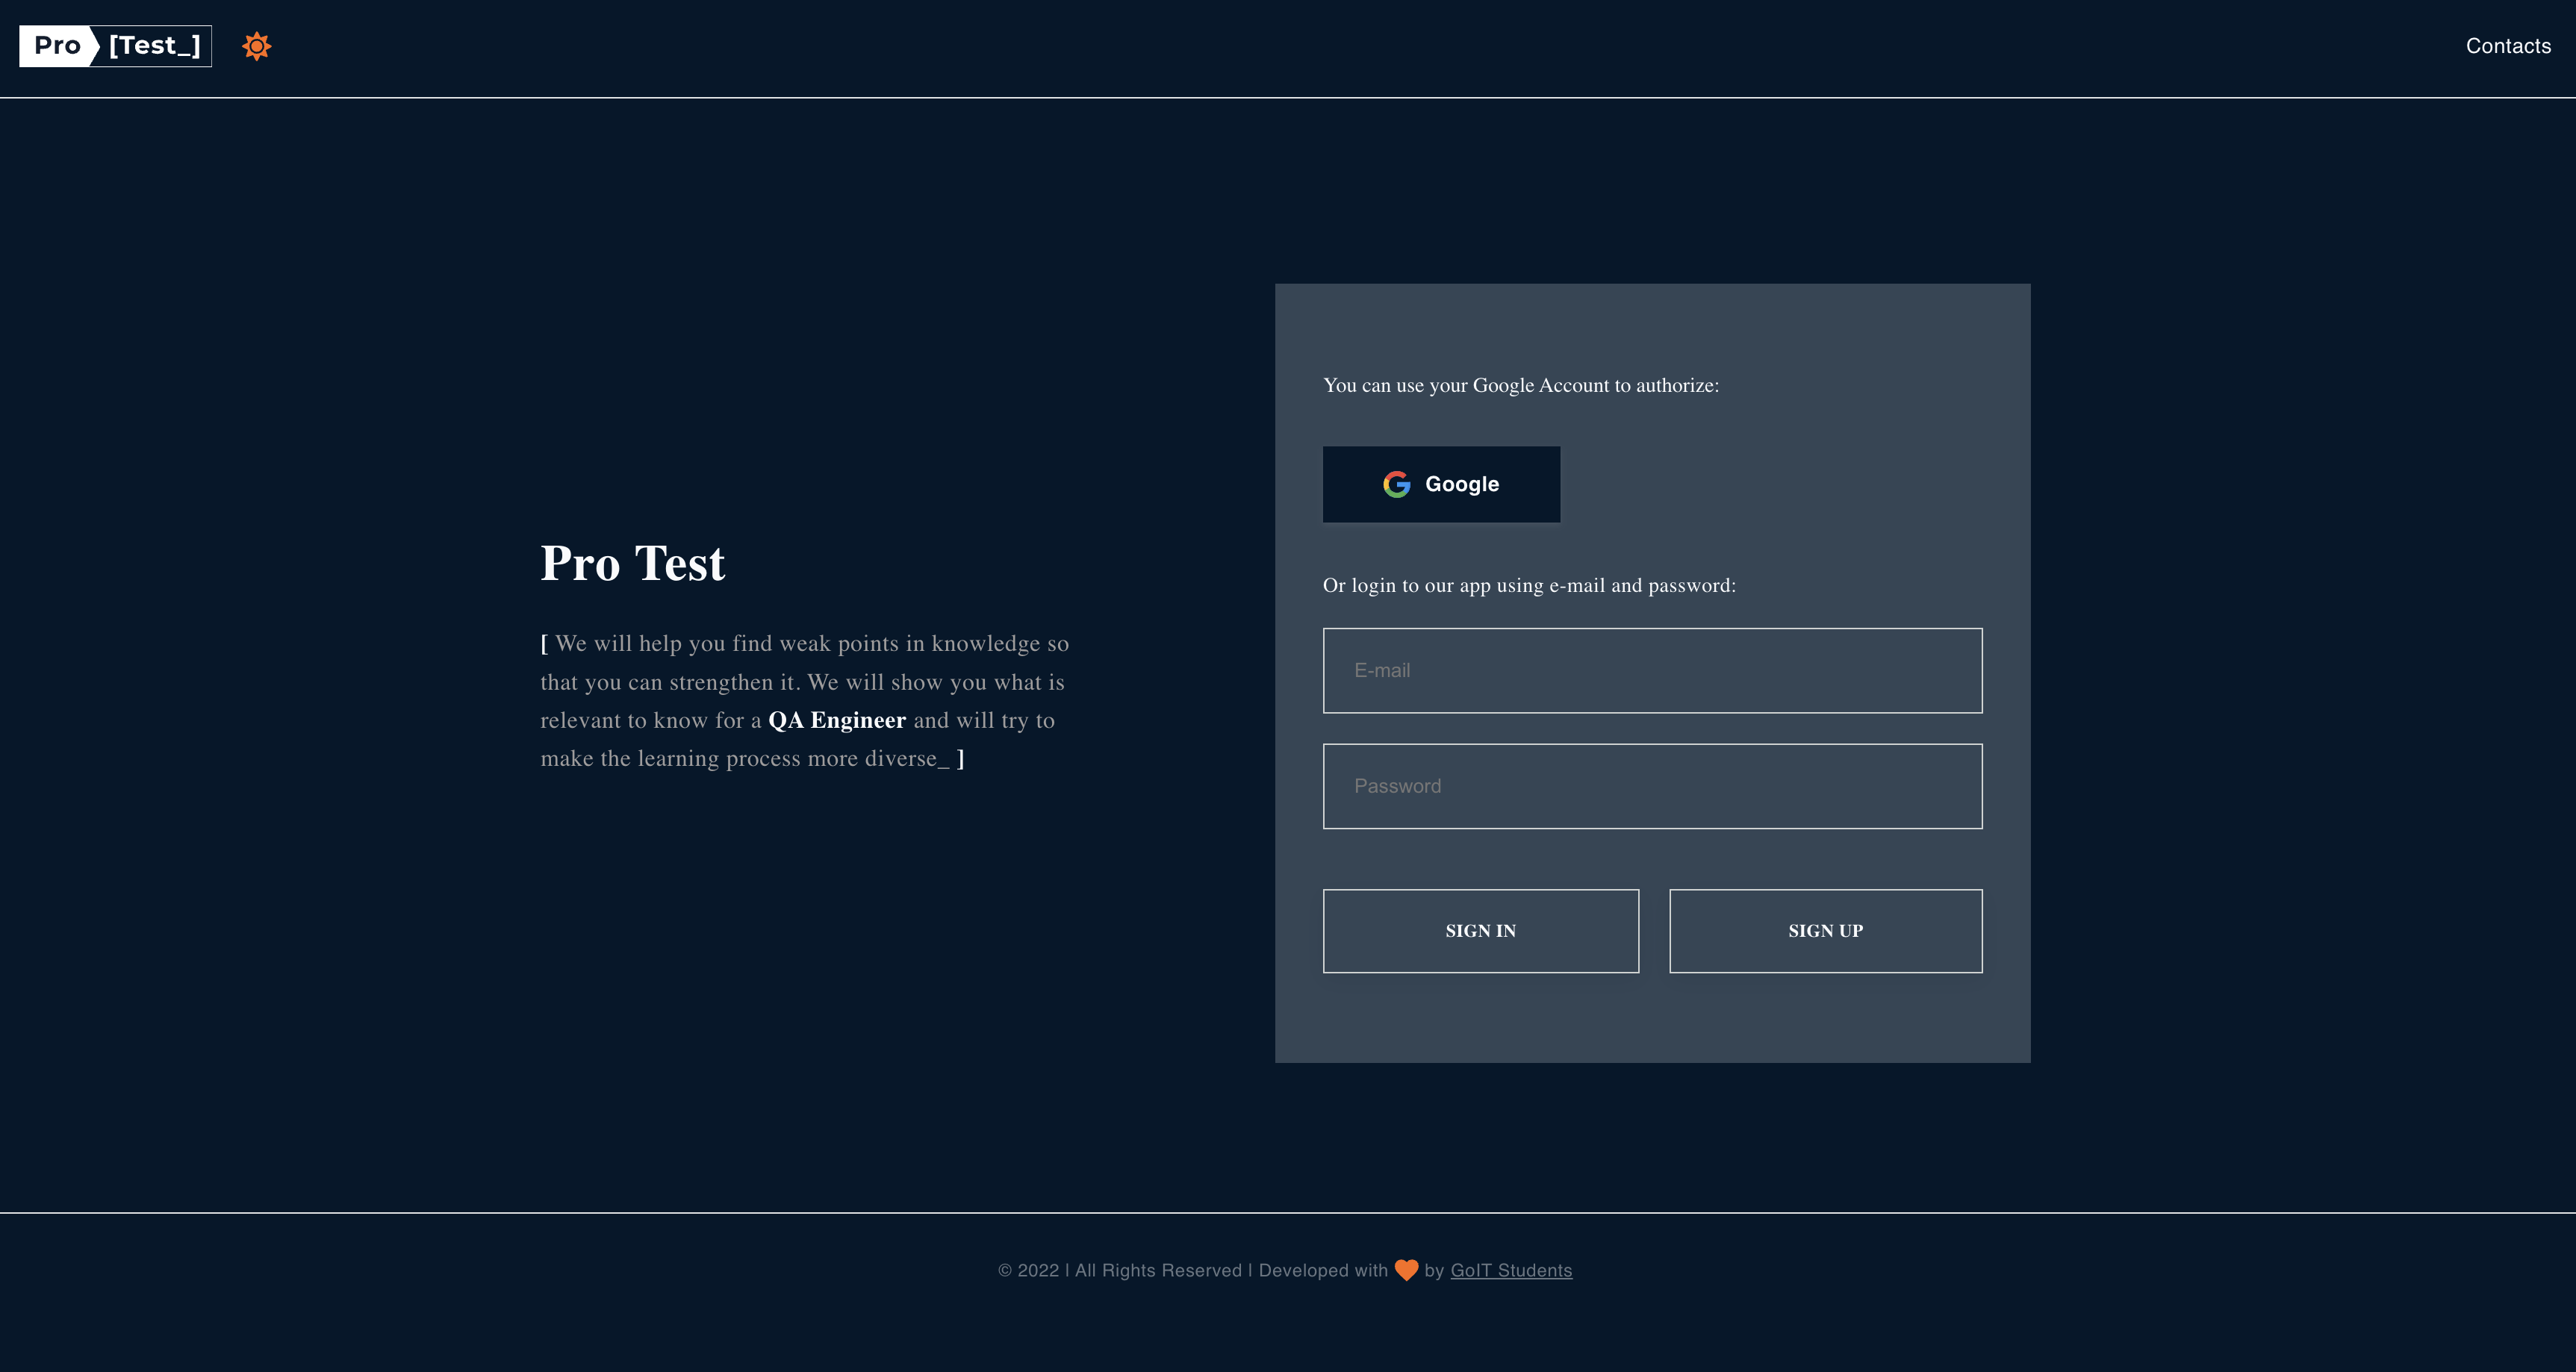 Pro [Test_]
Contacts
Pro Test
[ We will help you find weak points in knowledge so
that you can strengthen it. We will show you what is
relevant to know for a QA Engineer and will try to
make the learning process more diverse_ ]
You can use your Google Account to authorize:
Google
Or login to our app using e-mail and password:
E-mail
Password
SIGN IN
SIGN UP
© 2022 | All Rights Reserved | Developed with by GoIT Students